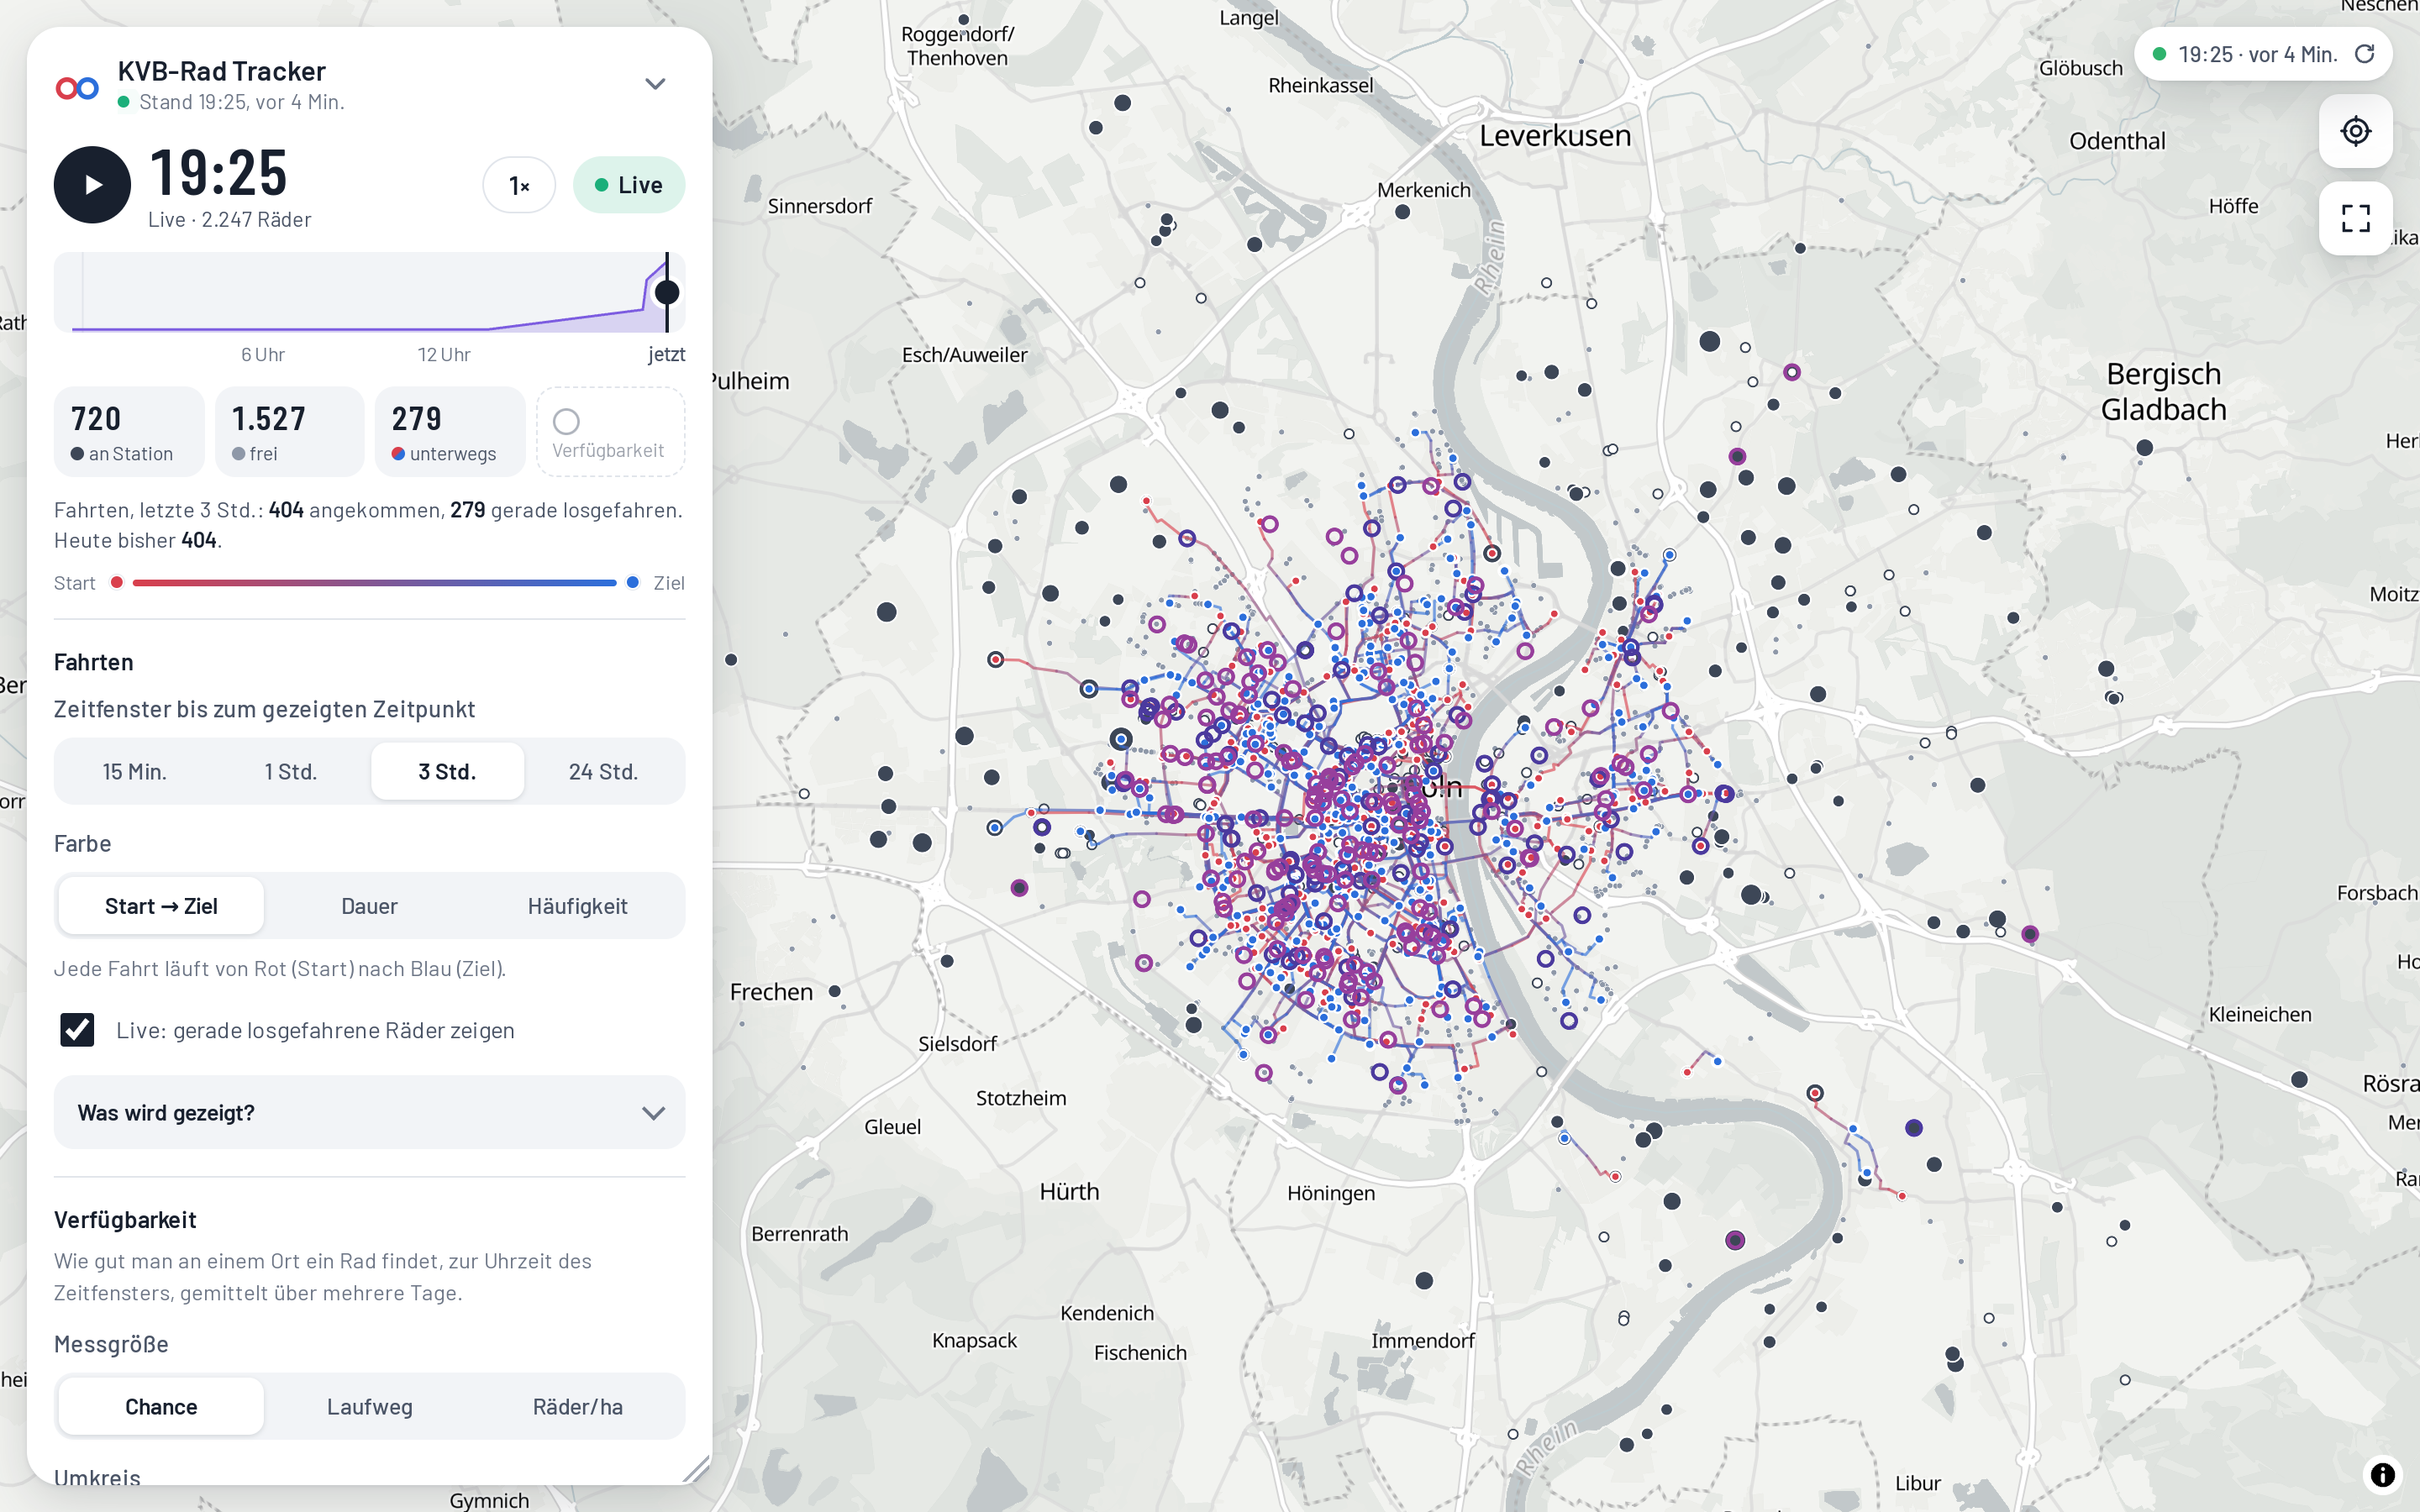 KVB-Rad Tracker
Stand 19:25, vor 4 Min.
19:25
Live · 2.247 Räder
1×
Live
6 Uhr
12 Uhr
jetzt
720
an Station
1.527
frei
279
unterwegs
Verfügbarkeit
Fahrten, letzte 3 Std.: 404 angekommen, 279 gerade losgefahren.
Heute bisher 404.
Start
Ziel
Fahrten
Zeitfenster bis zum gezeigten Zeitpunkt
15 Min.
1 Std.
3 Std.
24 Std.
Farbe
Start → Ziel
Dauer
Häufigkeit
Jede Fahrt läuft von Rot (Start) nach Blau (Ziel).
Live: gerade losgefahrene Räder zeigen
Was wird gezeigt?
Verfügbarkeit
Wie gut man an einem Ort ein Rad findet, zur Uhrzeit des
Zeitfensters, gemittelt über mehrere Tage.
Messgröße
Chance
Laufweg
Räder/ha
Umkreis
19:25 · vor 4 Min.
Langel
Roggendorf/
Thenhoven
Rheinkassel
Leverkusen
Glöbusch
Odenthal
Merkenich
Sinnersdorf
Höffe
Rhein
Esch/Auweiler
Pulheim
Bergisch
Gladbach
Frechen
Forsbach
Kleineichen
Sielsdorf
Stotzheim
Gleuel
Hürth
Höningen
Berrenrath
Kendenich
Knapsack
Fischenich
Immendorf
Rhein
Libur
Gymnich